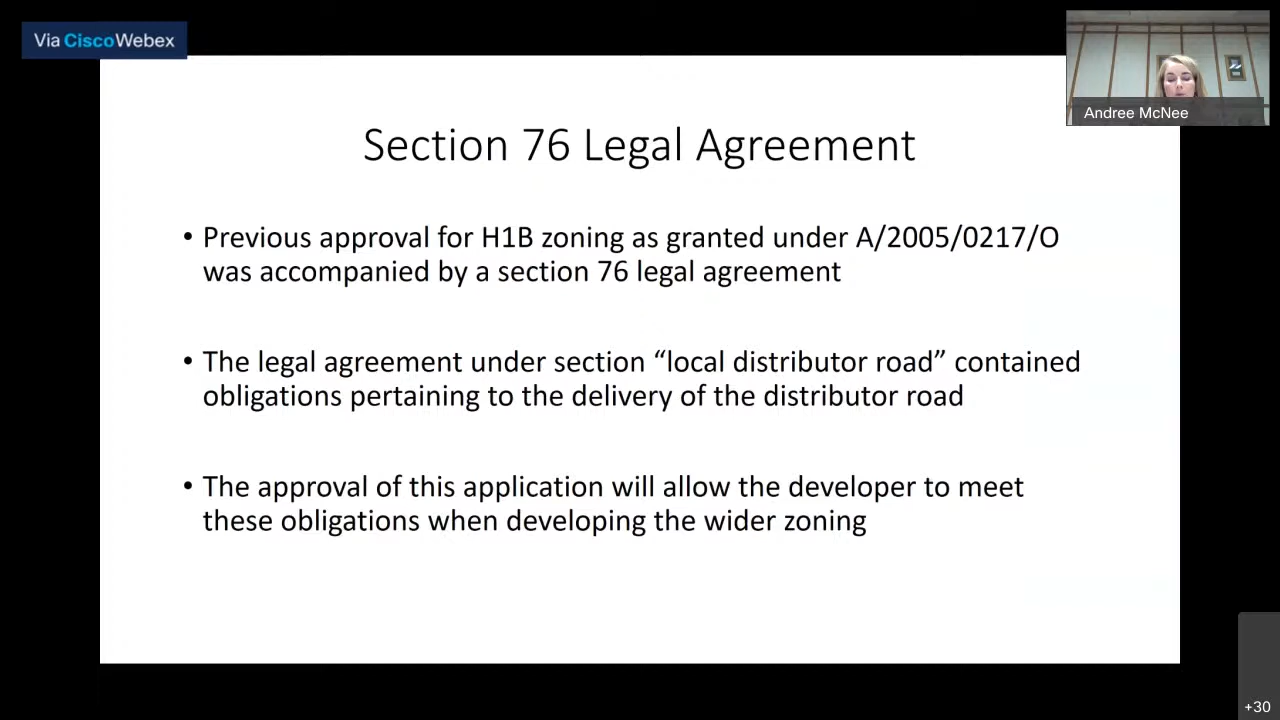 Via CiscoWebex
Andree McNee
Section 76 Legal Agreement
• Previous approval for H1B zoning as granted under A/2005/0217/O
was accompanied by a section 76 legal agreement
• The legal agreement under section “local distributor road” contained
obligations pertaining to the delivery of the distributor road
• The approval of this application will allow the developer to meet
these obligations when developing the wider zoning
+30